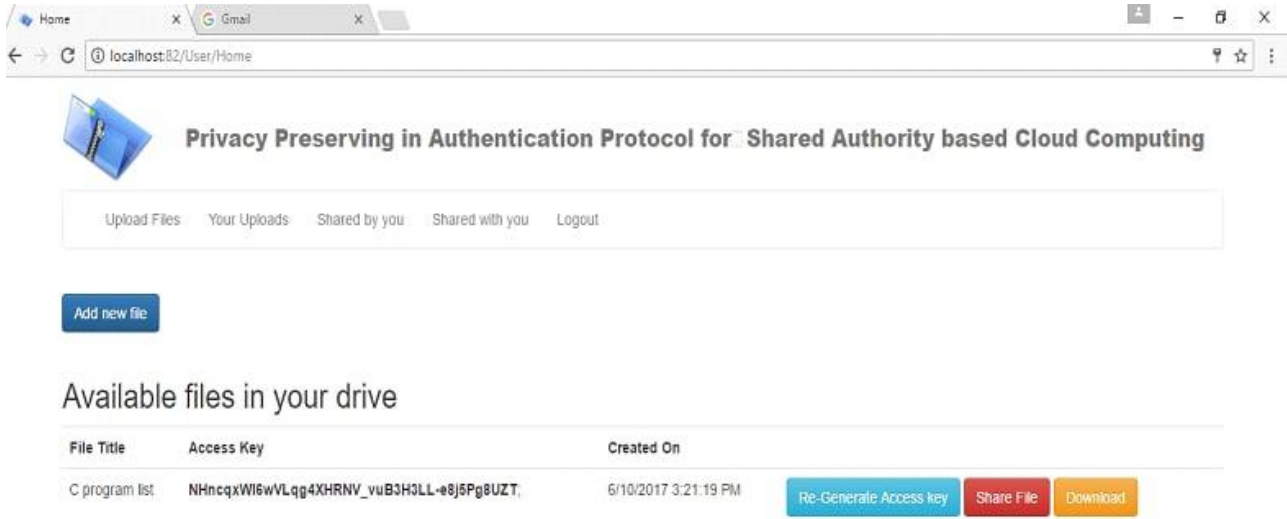 Home
Gmail
localhost:82/User/Home
Privacy Preserving in Authentication Protocol for Shared Authority based Cloud Computing
Upload Files Your Uploads Shared by you Shared with you Logout
Add new file
Available files in your drive
File Title Access Key Created On
C program list NHncqxWI6wVLqg4XHRNV_vuB3H3LL-e8j5Pg8UZT; 6/10/2017 3:21:19 PM Re-Generate Access key Share File Download